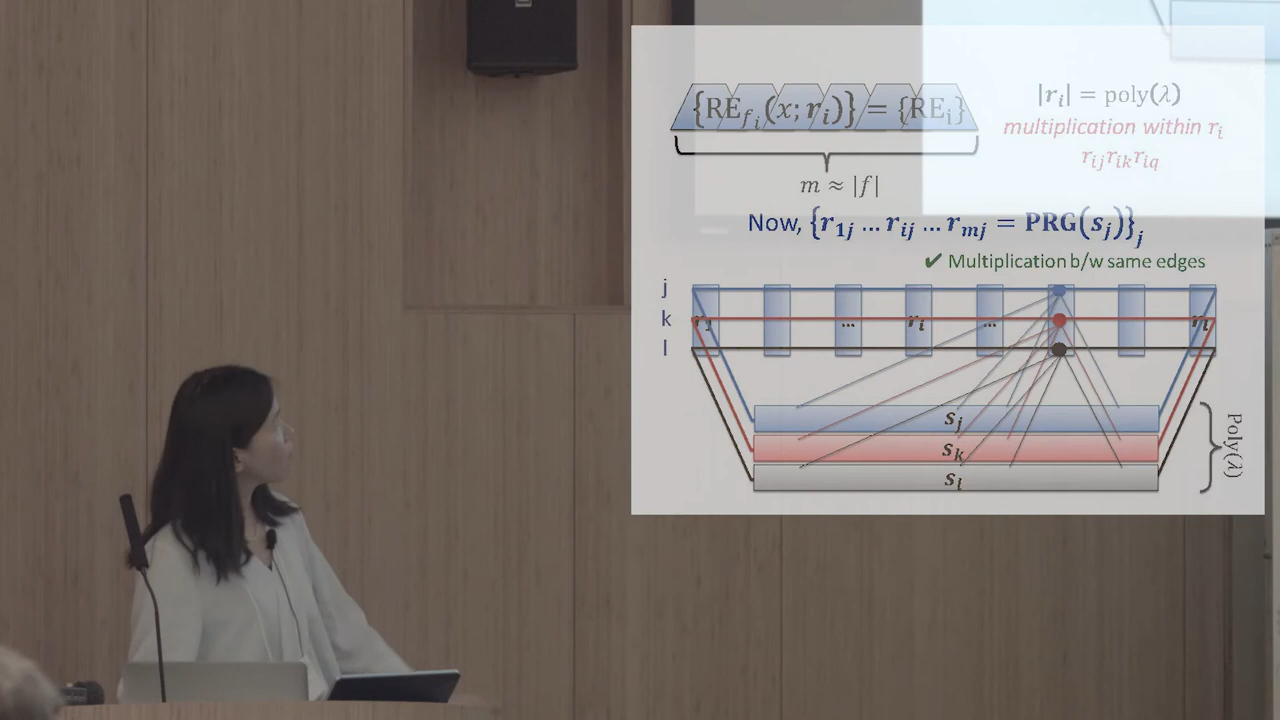 {RE_{f_i}(x; r_i)} = {RE_i}
|r_i| = poly(λ)
multiplication within r_i
r_{ij}r_{ik}r_{iq}
m ≈ |f|
Now, {r_{1j} … r_{ij} … r_{mj} = PRG(s_j)}_j
✔ Multiplication b/w same edges
j
k
r_1 … r_i …
l
s_j
s_k
s_l
Poly(λ)